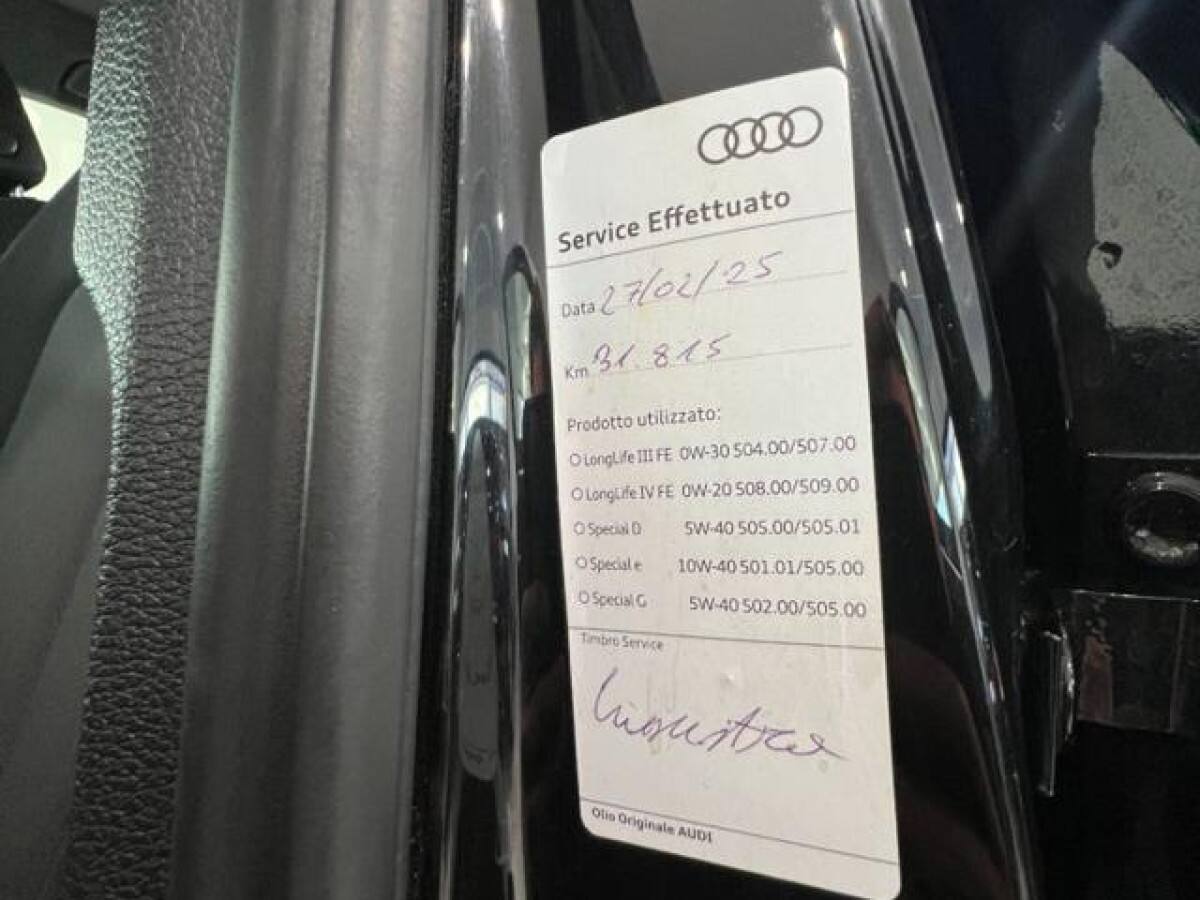 Service Effettuato
Data 27/02/25
Km 31.815
Prodotto utilizzato:
LongLife III FE 0W-30 504.00/507.00
LongLife IV FE 0W-20 508.00/509.00
Special D 5W-40 505.00/505.01
Special e 10W-40 501.01/505.00
Special G 5W-40 502.00/505.00
Timbro Service
Olio Originale AUDI